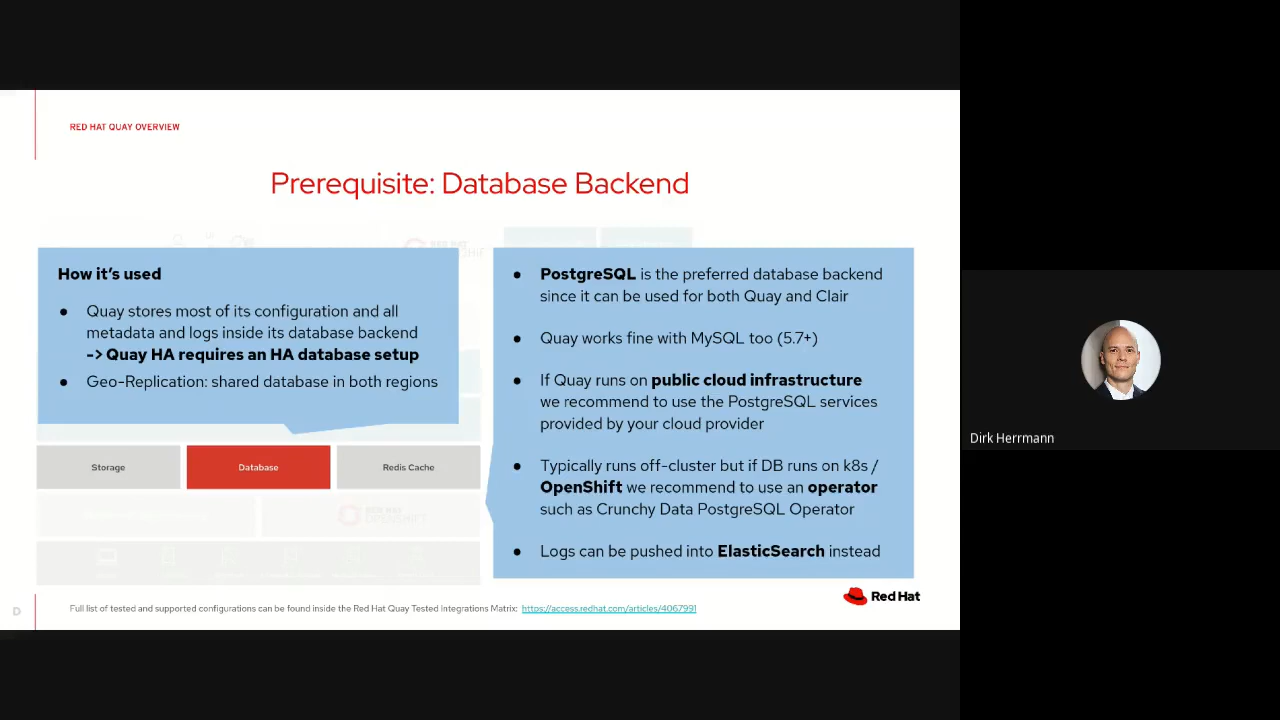 RED HAT QUAY OVERVIEW
Prerequisite: Database Backend
How it's used
● Quay stores most of its configuration and all
metadata and logs inside its database backend
-> Quay HA requires an HA database setup
● Geo-Replication: shared database in both regions
Storage
Database
Redis Cache
● PostgreSQL is the preferred database backend
since it can be used for both Quay and Clair
● Quay works fine with MySQL too (5.7+)
● If Quay runs on public cloud infrastructure
we recommend to use the PostgreSQL services
provided by your cloud provider
● Typically runs off-cluster but if DB runs on k8s /
OpenShift we recommend to use an operator
such as Crunchy Data PostgreSQL Operator
● Logs can be pushed into ElasticSearch instead
Red Hat
D
Full list of tested and supported configurations can be found inside the Red Hat Quay Tested Integrations Matrix: https://access.redhat.com/articles/4067991
Dirk Herrmann